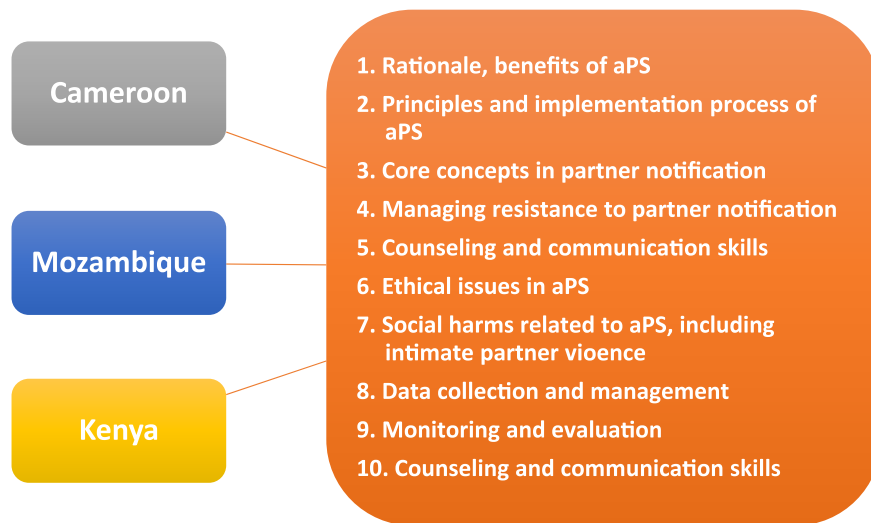 Cameroon
Mozambique
Kenya
1. Rationale, benefits of aPS
2. Principles and implementation process of
aPS
3. Core concepts in partner notification
4. Managing resistance to partner notification
5. Counseling and communication skills
6. Ethical issues in aPS
7. Social harms related to aPS, including
intimate partner vioence
8. Data collection and management
9. Monitoring and evaluation
10. Counseling and communication skills